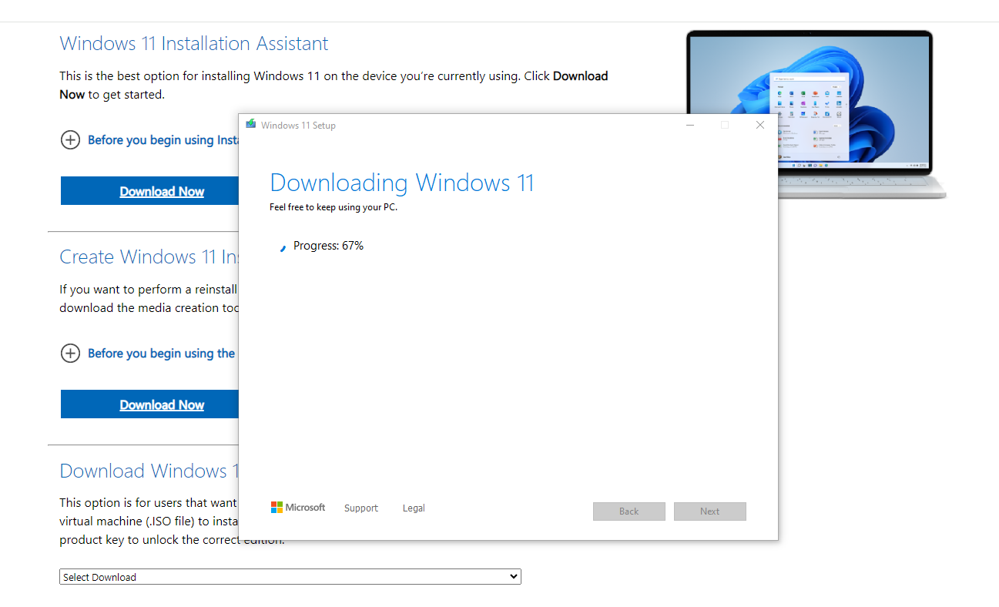 Windows 11 Installation Assistant
This is the best option for installing Windows 11 on the device you're currently using. Click Download
Now to get started.
Before you begin using
Download Now
Create Windows 11
If you want to perform a reinstall
download the media creation
Before you begin using the
Download Now
Download Windows
This option is for users that want
virtual machine (.ISO file) to
product key to unlock the correct edition.
Select Download
Windows 11 Setup
Downloading Windows 11
Feel free to keep using your PC.
Progress: 67%
Microsoft Support Legal
Back Next